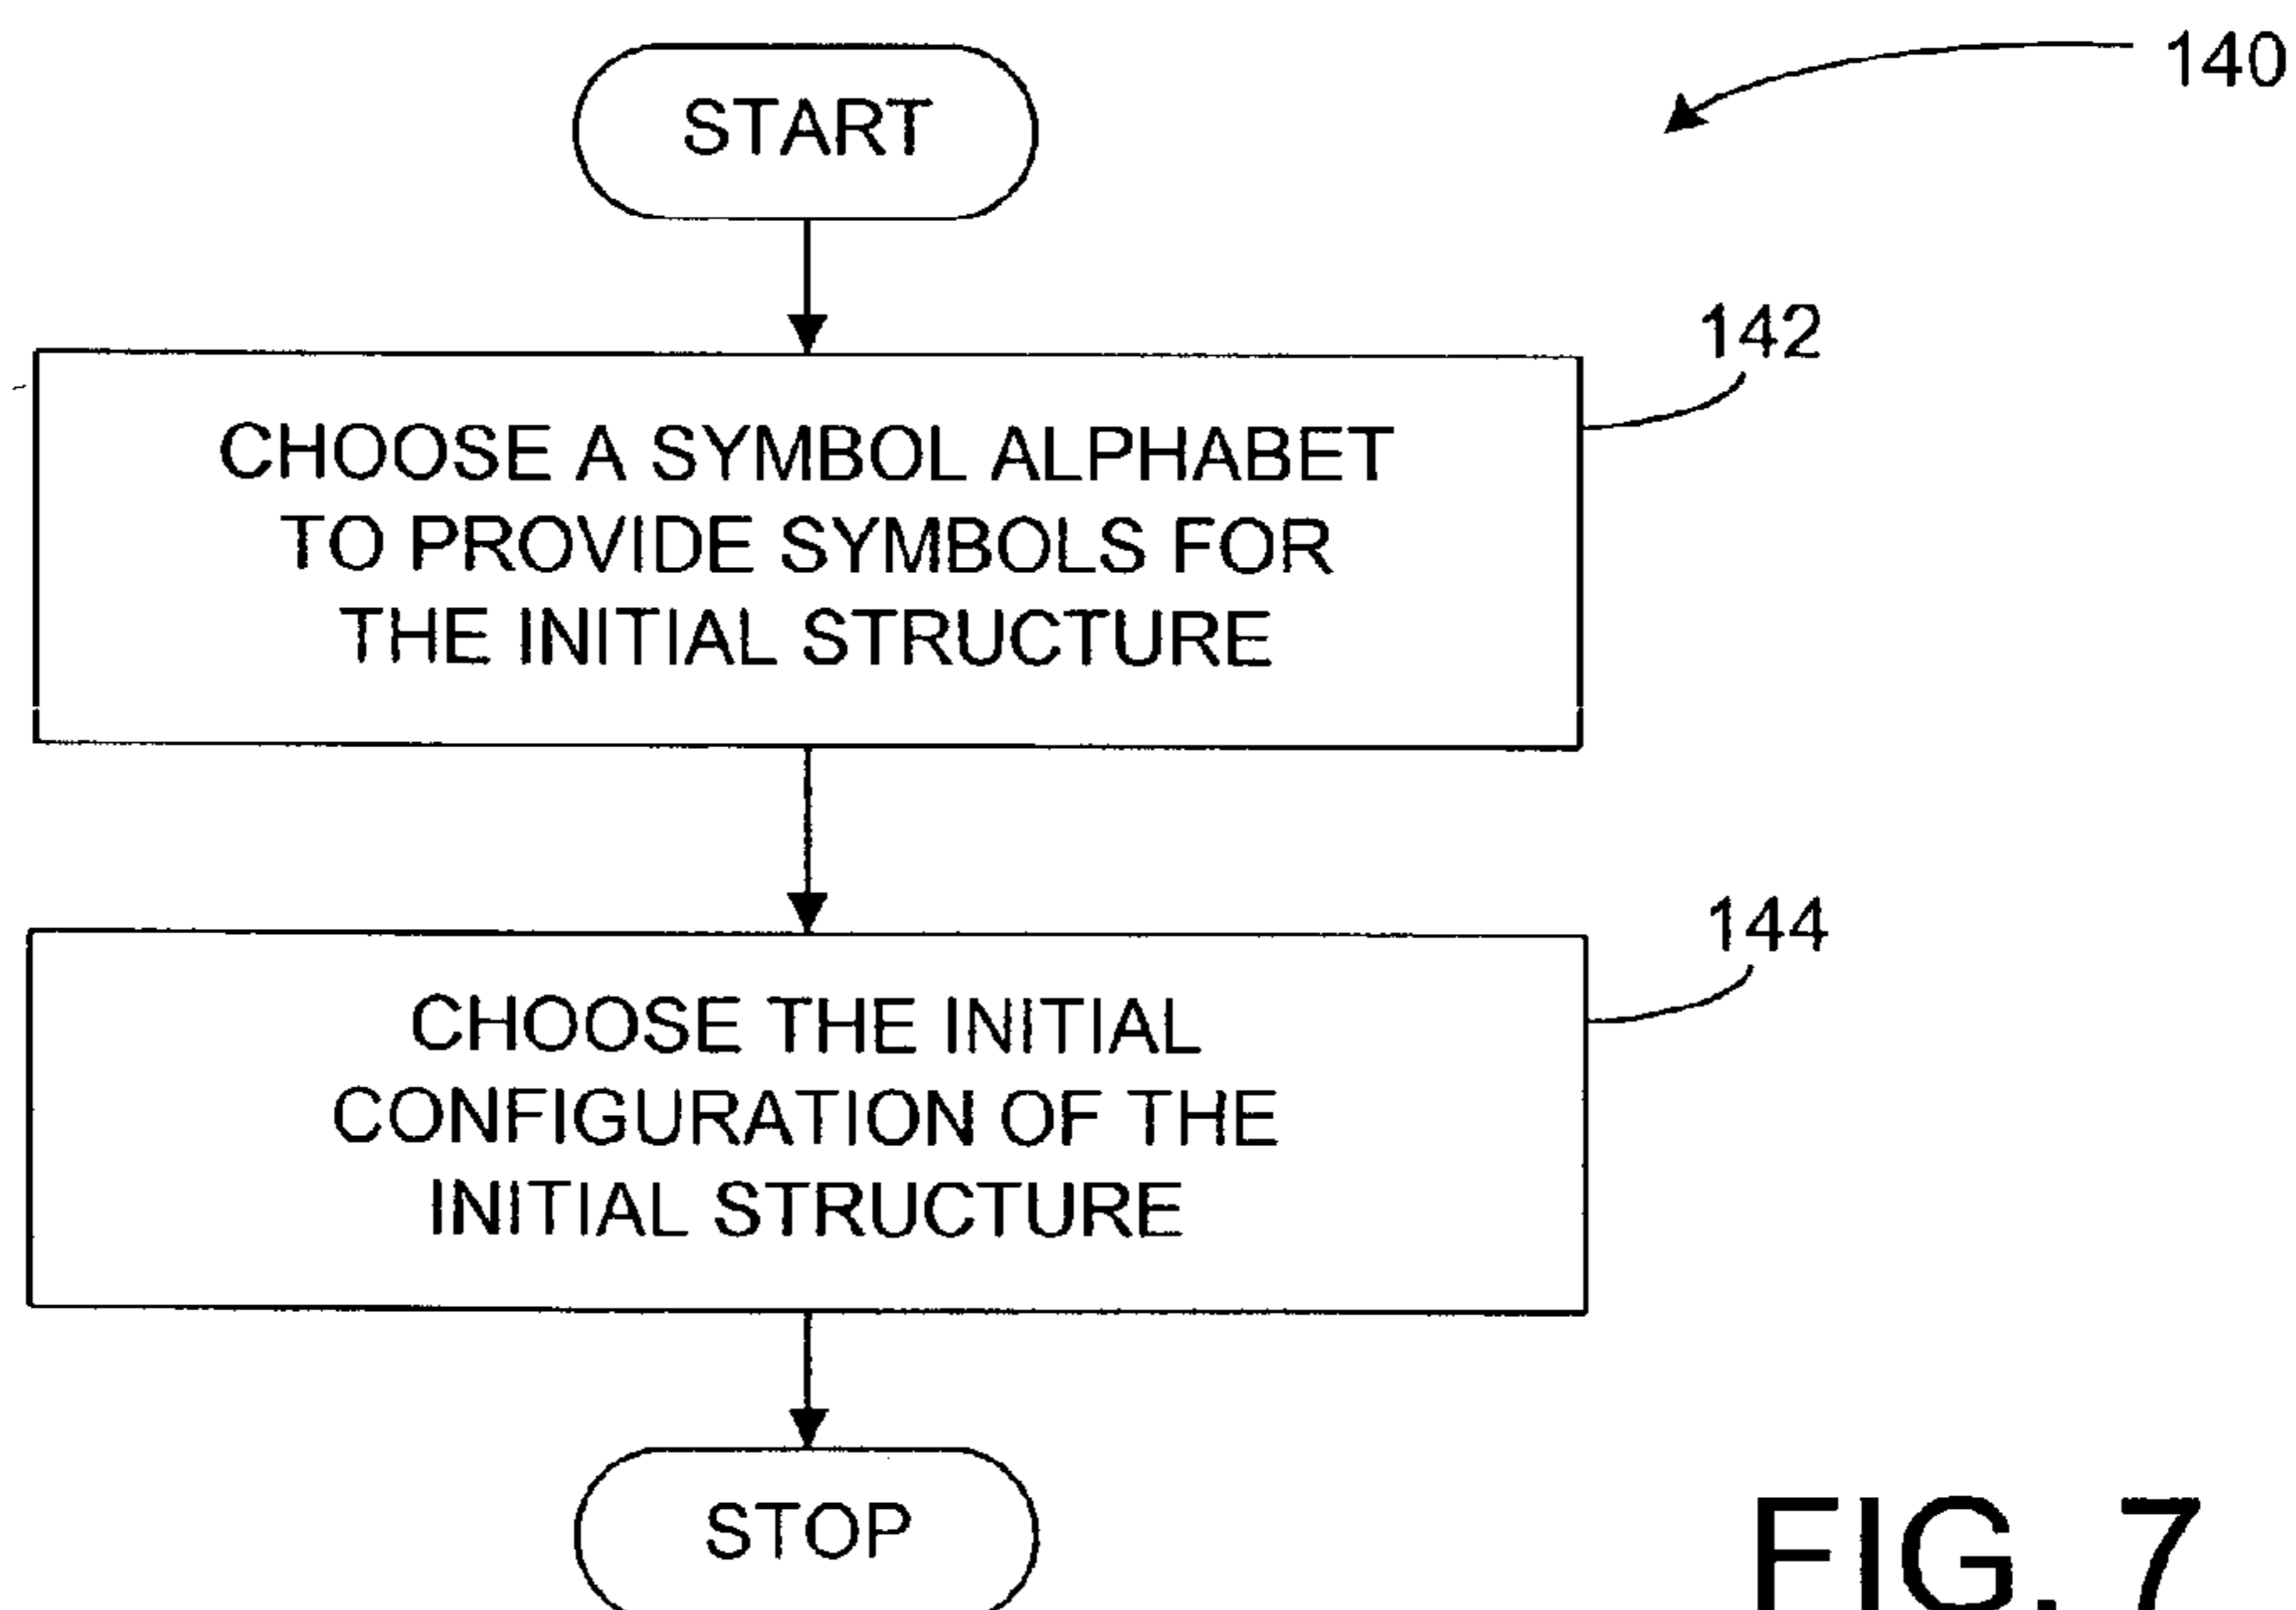 START
140
142
CHOOSE A SYMBOL ALPHABET
TO PROVIDE SYMBOLS FOR
THE INITIAL STRUCTURE
144
CHOOSE THE INITIAL
CONFIGURATION OF THE
INITIAL STRUCTURE
STOP
FIG. 7